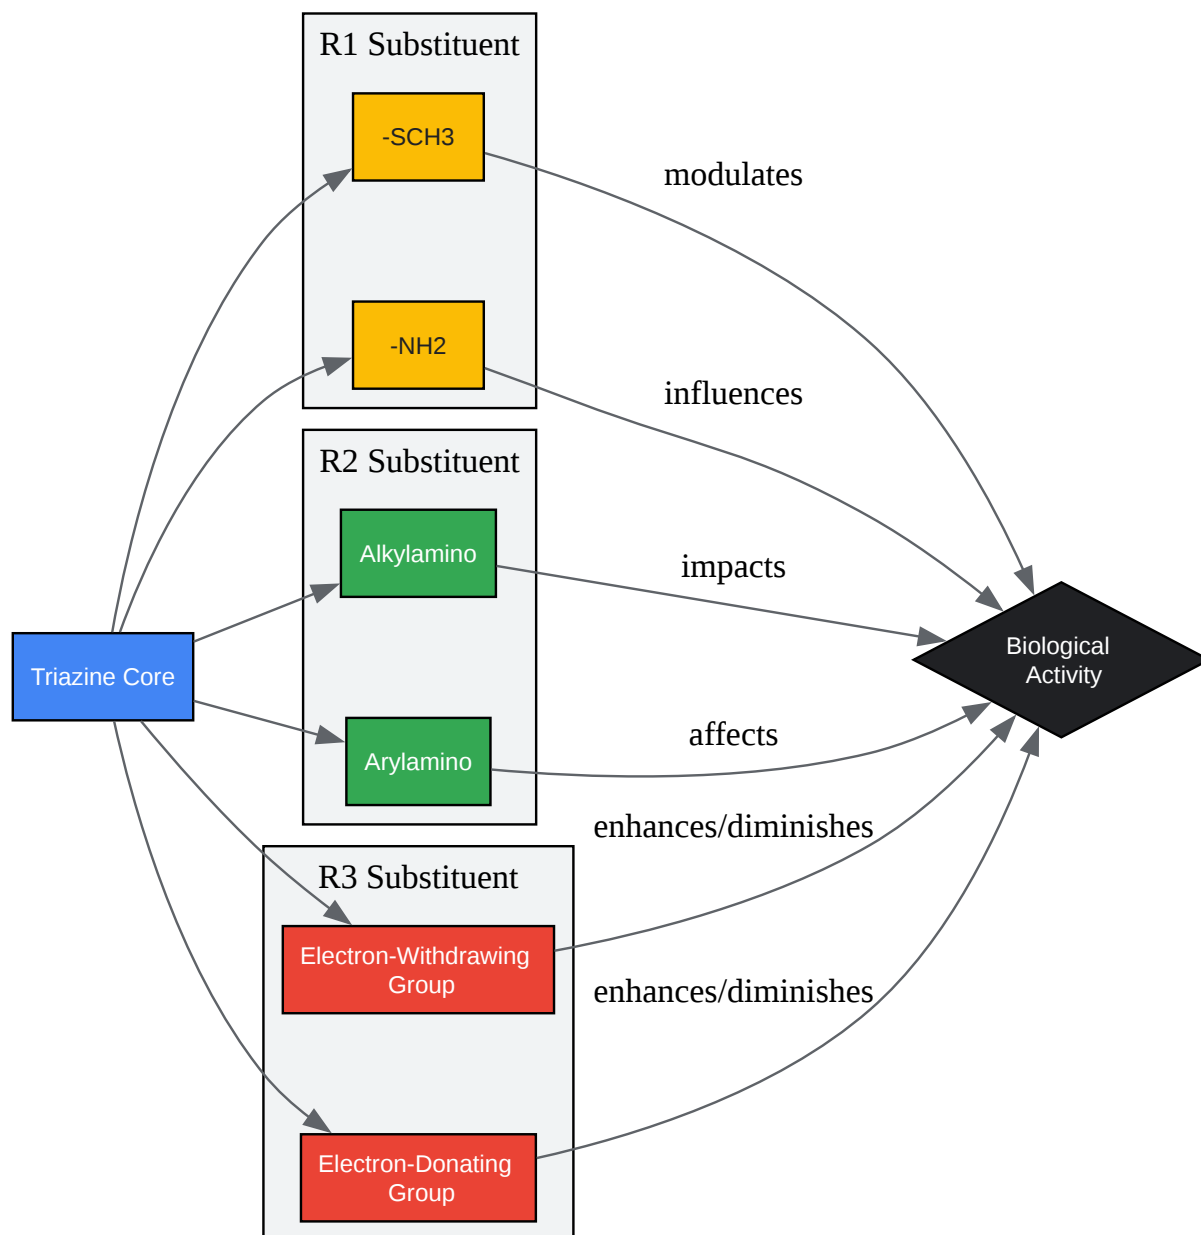 R1 Substituent
-SCH3
modulates
-NH2
influences
R2 Substituent
Alkylamino
impacts
Triazine Core
Biological
Activity
Arylamino
affects
enhances/diminishes
R3 Substituent
Electron-Withdrawing
Group
enhances/diminishes
Electron-Donating
Group